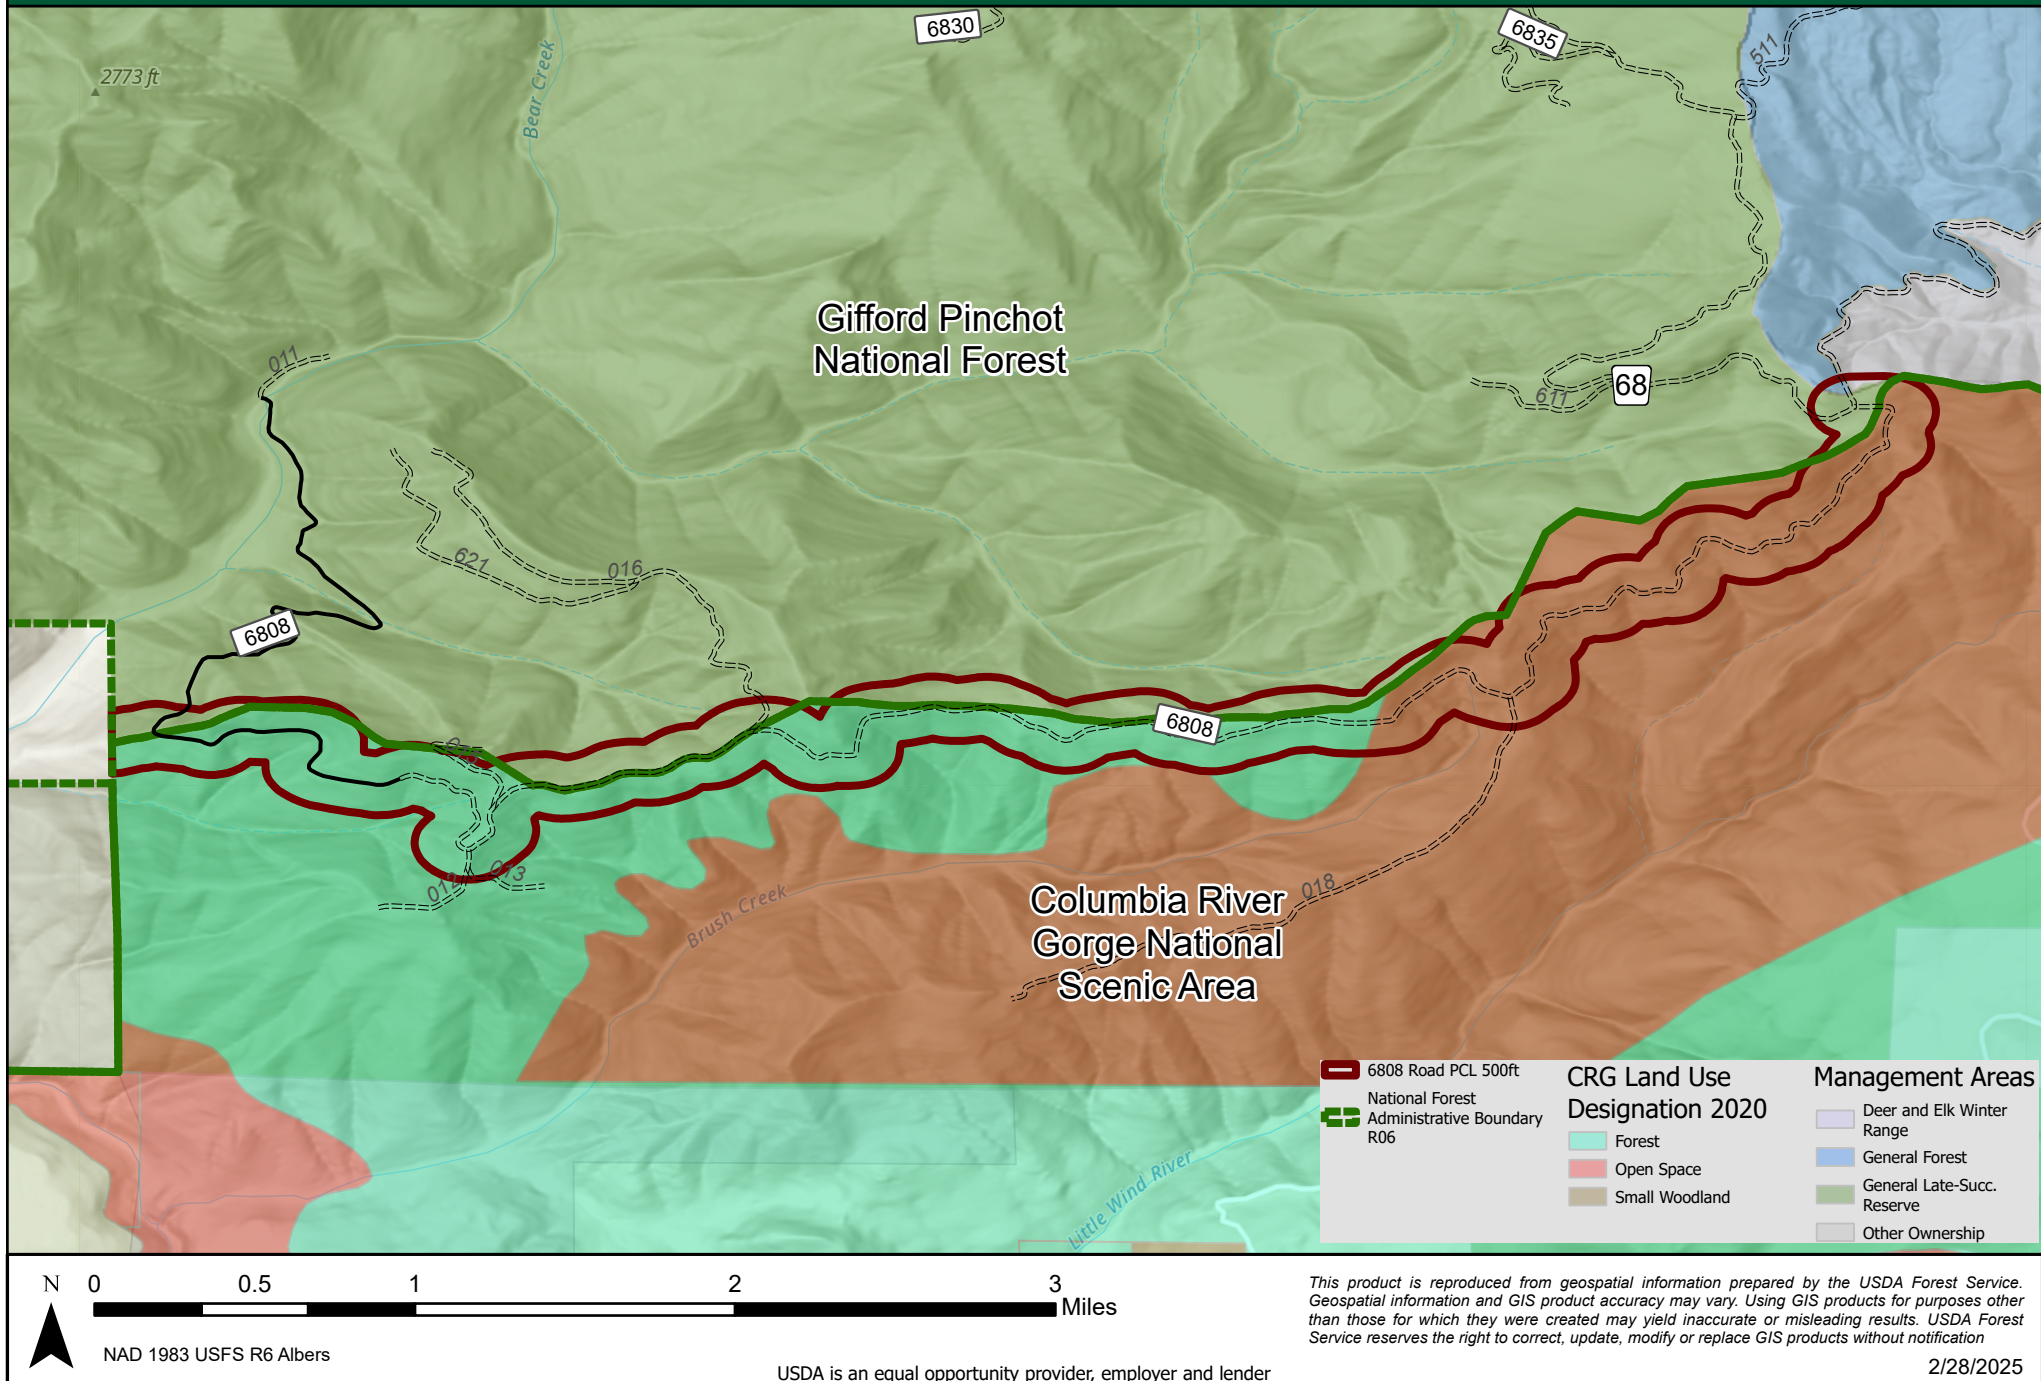 6830
6835
511
2773 ft
Bear Creek
Gifford Pinchot
National Forest
011
68
611
621
016
6808
6808
012
013
Brush Creek
018
Columbia River
Gorge National
Scenic Area
Little Wind River
6808 Road PCL 500ft
National Forest
Administrative Boundary
R06
CRG Land Use
Designation 2020
Forest
Open Space
Small Woodland
Management Areas
Deer and Elk Winter
Range
General Forest
General Late-Succ.
Reserve
Other Ownership
N
0 0.5 1 2 3
Miles
NAD 1983 USFS R6 Albers
This product is reproduced from geospatial information prepared by the USDA Forest Service.
Geospatial information and GIS product accuracy may vary. Using GIS products for purposes other
than those for which they were created may yield inaccurate or misleading results. USDA Forest
Service reserves the right to correct, update, modify or replace GIS products without notification
USDA is an equal opportunity provider, employer and lender
2/28/2025